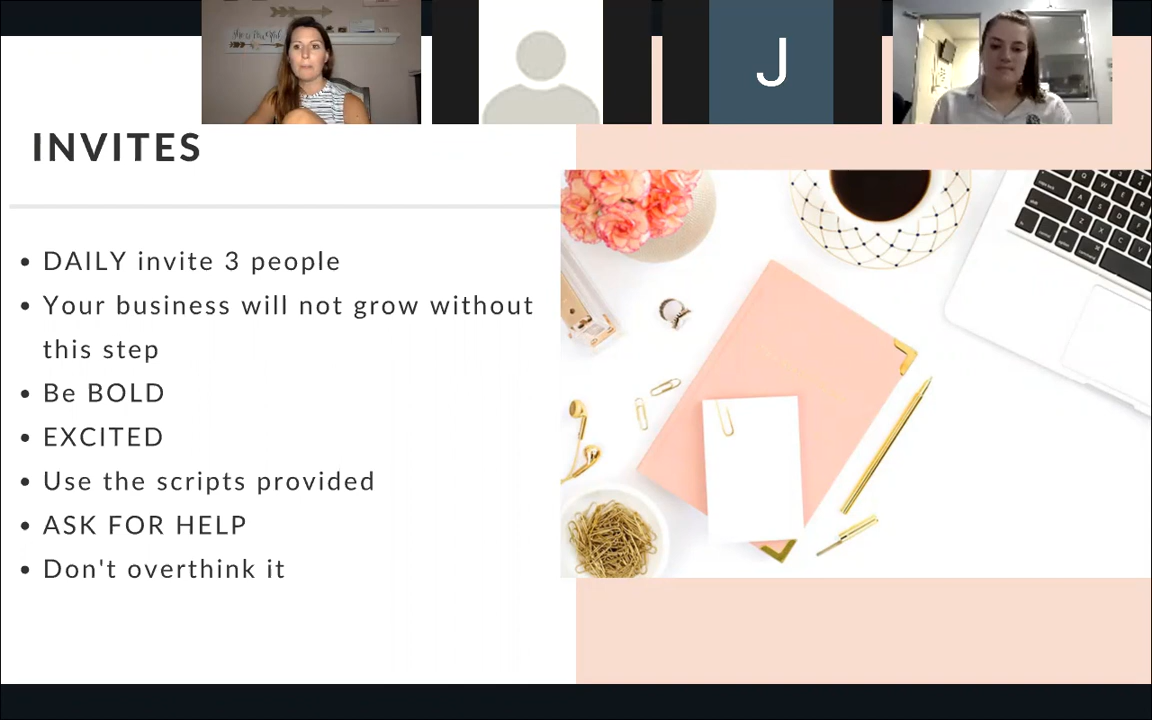 J
INVITES
• DAILY invite 3 people
• Your business will not grow without
this step
• Be BOLD
• EXCITED
• Use the scripts provided
• ASK FOR HELP
• Don't overthink it